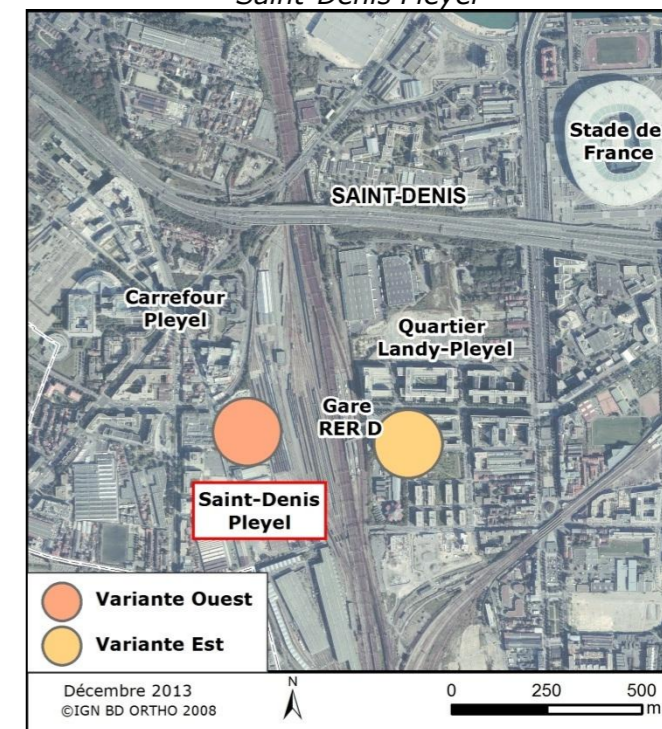 Saint-Denis Pleyel
Stade de
France
SAINT-DENIS
Carrefour
Pleyel
Quartier
Landy-Pleyel
Gare
RER D
Saint-Denis
Pleyel
Variante Ouest
Variante Est
Décembre 2013
©IGN BD ORTHO 2008
N
0 250 500
m